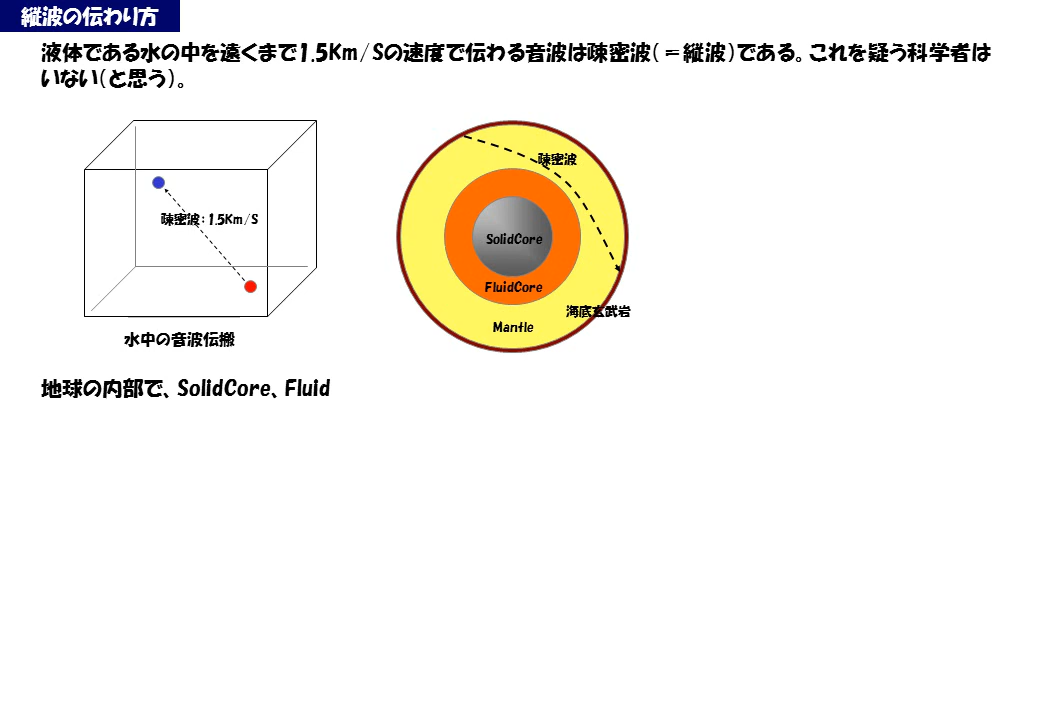 縦波の伝わり方
液体である水の中を遠くまで1.5Km/Sの速度で伝わる音波は疎密波(=縦波)である。これを疑う科学者は
いない(と思う)。
疎密波
疎密波:1.5Km/S
SolidCore
FluidCore
海底玄武岩
Mantle
水中の音波伝搬
地球の内部で、SolidCore、Fluid